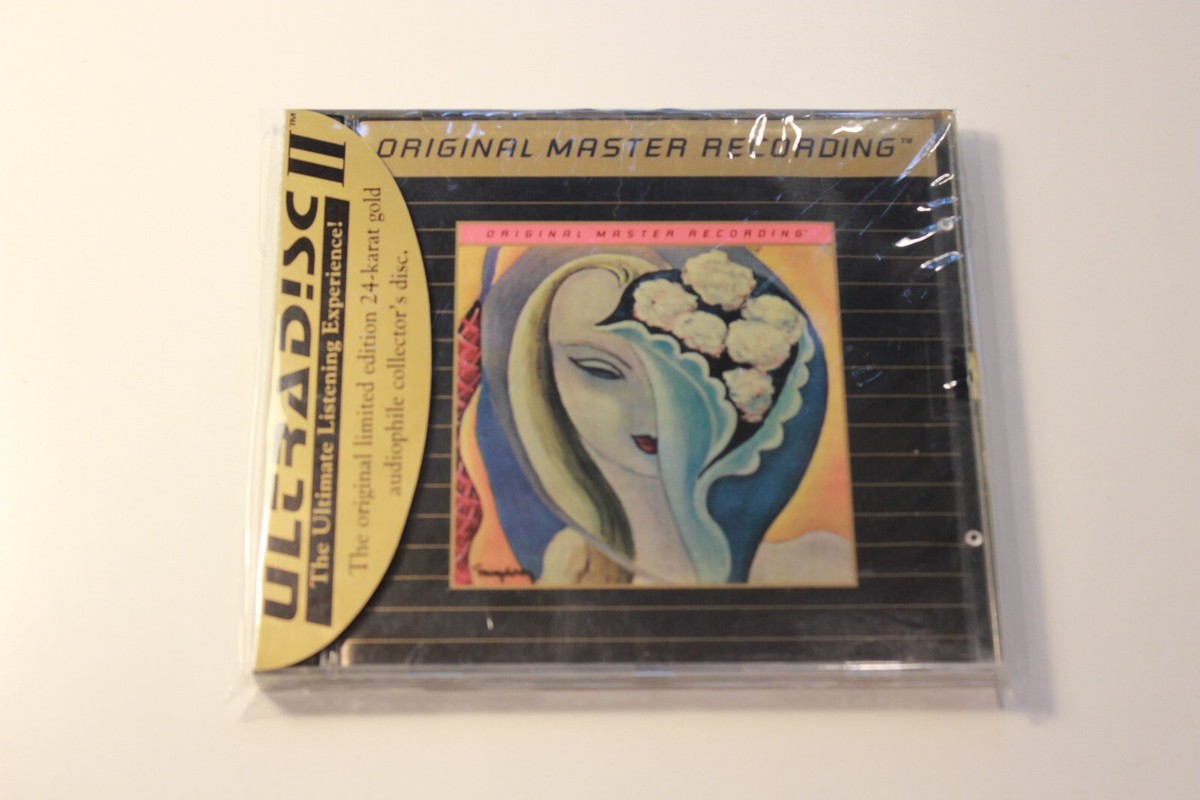 ORIGINAL MASTER RECORDING™
ULTRADISC II™
The Ultimate Listening Experience!
The original limited edition 24-karat gold
audiophile collector's disc.
ORIGINAL MASTER RECORDING™